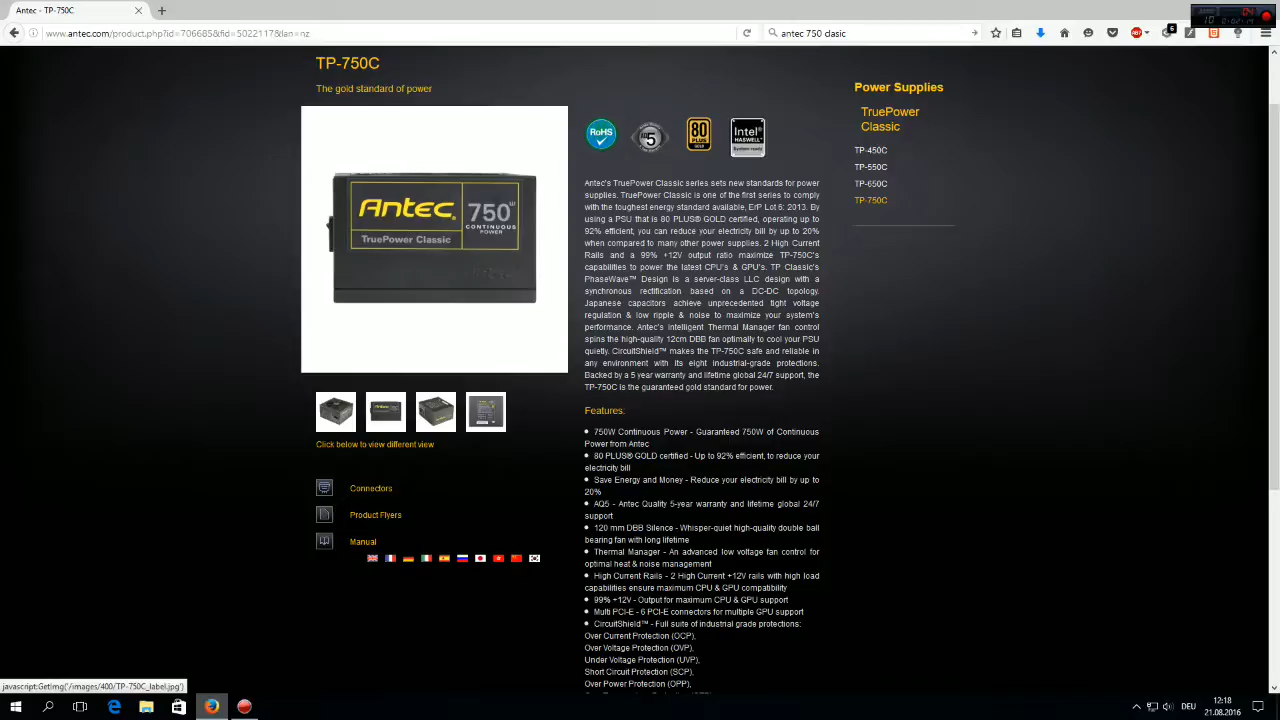 Antec - TP-750C
www.antec.com/product.php?id=706685&fid=5022117&lan=nz
antec 750 dasic
6
ABP
04
TP-750C
The gold standard of power
Power Supplies
TruePower
Classic
TP-450C
TP-550C
TP-650C
TP-750C
RoHS
5
80
PLUS
GOLD
Intel®
HASWELL
System-ready
Antec
750W
CONTINUOUS
POWER
TruePower Classic
Antec's TruePower Classic series sets new standards for power
supplies. TruePower Classic is one of the first series to comply
with the toughest energy standard available, ErP Lot 6: 2013. By
using a PSU that is 80 PLUS® GOLD certified, operating up to
92% efficient, you can reduce your electricity bill by up to 20%
when compared to many other power supplies. 2 High Current
Rails and a 99% +12V output ratio maximize TP-750C's
capabilities to power the latest CPU's & GPU's. TP Classic's
PhaseWave™ Design is a server-class LLC design with a
synchronous rectification based on a DC-DC topology.
Japanese capacitors achieve unprecedented tight voltage
regulation & low ripple & noise to maximize your system's
performance. Antec's intelligent Thermal Manager fan control
spins the high-quality 12cm DBB fan optimally to cool your PSU
quietly. CircuitShield™ makes the TP-750C safe and reliable in
any environment with its eight industrial-grade protections.
Backed by a 5 year warranty and lifetime global 24/7 support, the
TP-750C is the guaranteed gold standard for power.
Features:
• 750W Continuous Power - Guaranteed 750W of Continuous
Power from Antec
• 80 PLUS® GOLD certified - Up to 92% efficient, to reduce your
electricity bill
• Save Energy and Money - Reduce your electricity bill by up to
20%
• AQ5 - Antec Quality 5-year warranty and lifetime global 24/7
support
• 120 mm DBB Silence - Whisper-quiet high-quality double ball
bearing fan with long lifetime
• Thermal Manager - An advanced low voltage fan control for
optimal heat & noise management
• High Current Rails - 2 High Current +12V rails with high load
capabilities ensure maximum CPU & GPU compatibility
• 99% +12V - Output for maximum CPU & GPU support
• Multi PCI-E - 6 PCI-E connectors for multiple GPU support
• CircuitShield™ - Full suite of industrial grade protections:
Over Current Protection (OCP),
Over Voltage Protection (OVP),
Under Voltage Protection (UVP),
Short Circuit Protection (SCP),
Over Power Protection (OPP),
Click below to view different view
Connectors
Product Flyers
Manual
javascript:GetImg('/images/400/TP-750C_label.jpg')
DEU
12:18
21.08.2016